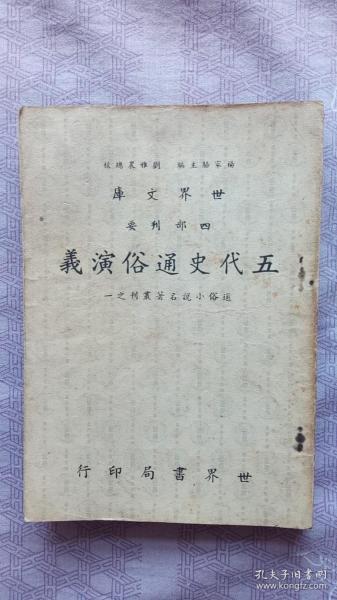 楊家駱主編 劉雅農總校
世界文庫
四部刊要
五代史通俗演義
通俗小說名著叢刊之一
世界書局印行
孔夫子旧书网
kongfz.com